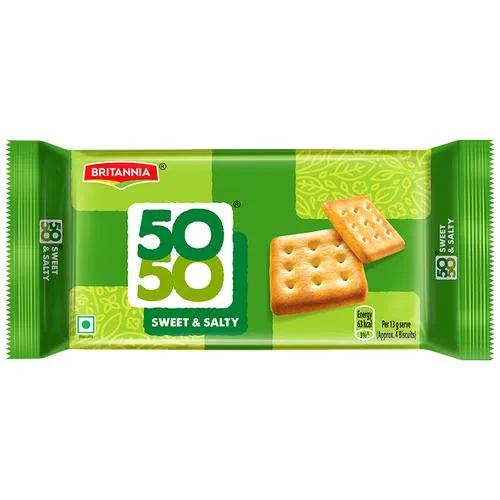 BRITANNIA ®
50 ®
50
SWEET & SALTY
Biscuits
Energy
63 kcal
3%*
Per 13 g serve
(Approx. 4 Biscuits)
50
50
SWEET
& SALTY
50
50
SWEET
& SALTY